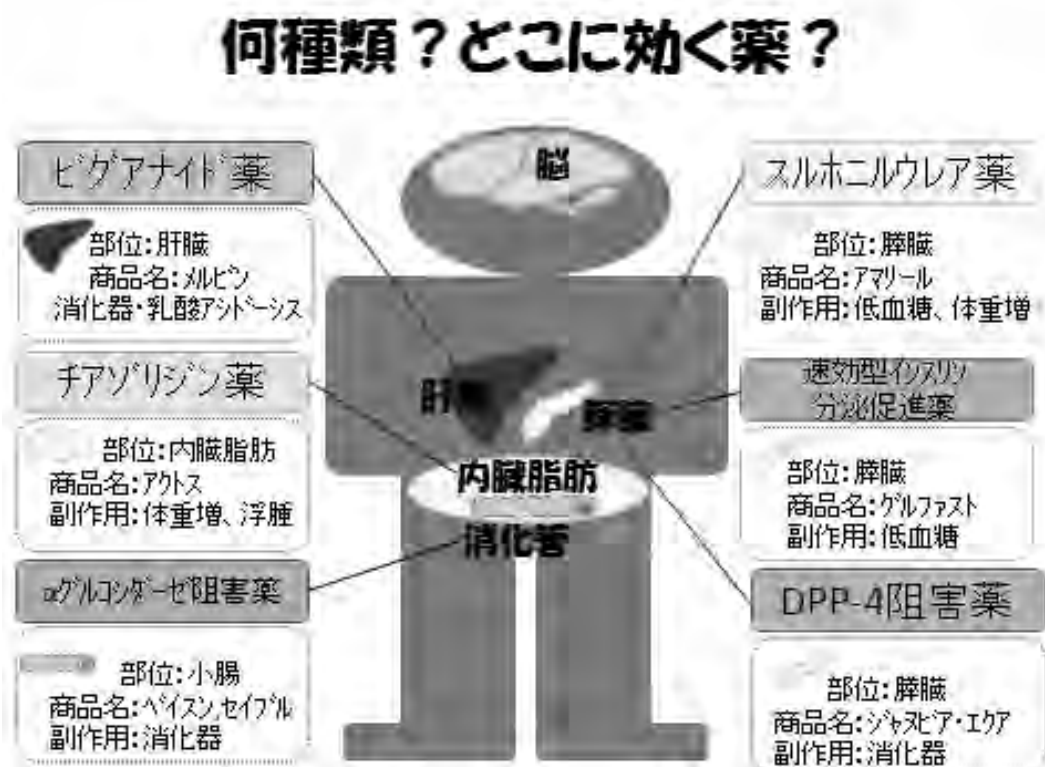 何種類？どこに効く薬？
ビグアナイド薬
部位：肝臓
商品名：メルビン
消化器・乳酸アシドーシス
チアゾリジン薬
部位：内臓脂肪
商品名：アクトス
副作用：体重増、浮腫
αグルコシダーゼ阻害薬
部位：小腸
商品名：ベイスン,セイブル
副作用：消化器
脳
肝臓
膵臓
内臓脂肪
消化管
スルホニルウレア薬
部位：膵臓
商品名：アマリール
副作用：低血糖、体重増
速効型インスリン
分泌促進薬
部位：膵臓
商品名：グルファスト
副作用：低血糖
DPP-4阻害薬
部位：膵臓
商品名：ジャヌビア・エクア
副作用：消化器